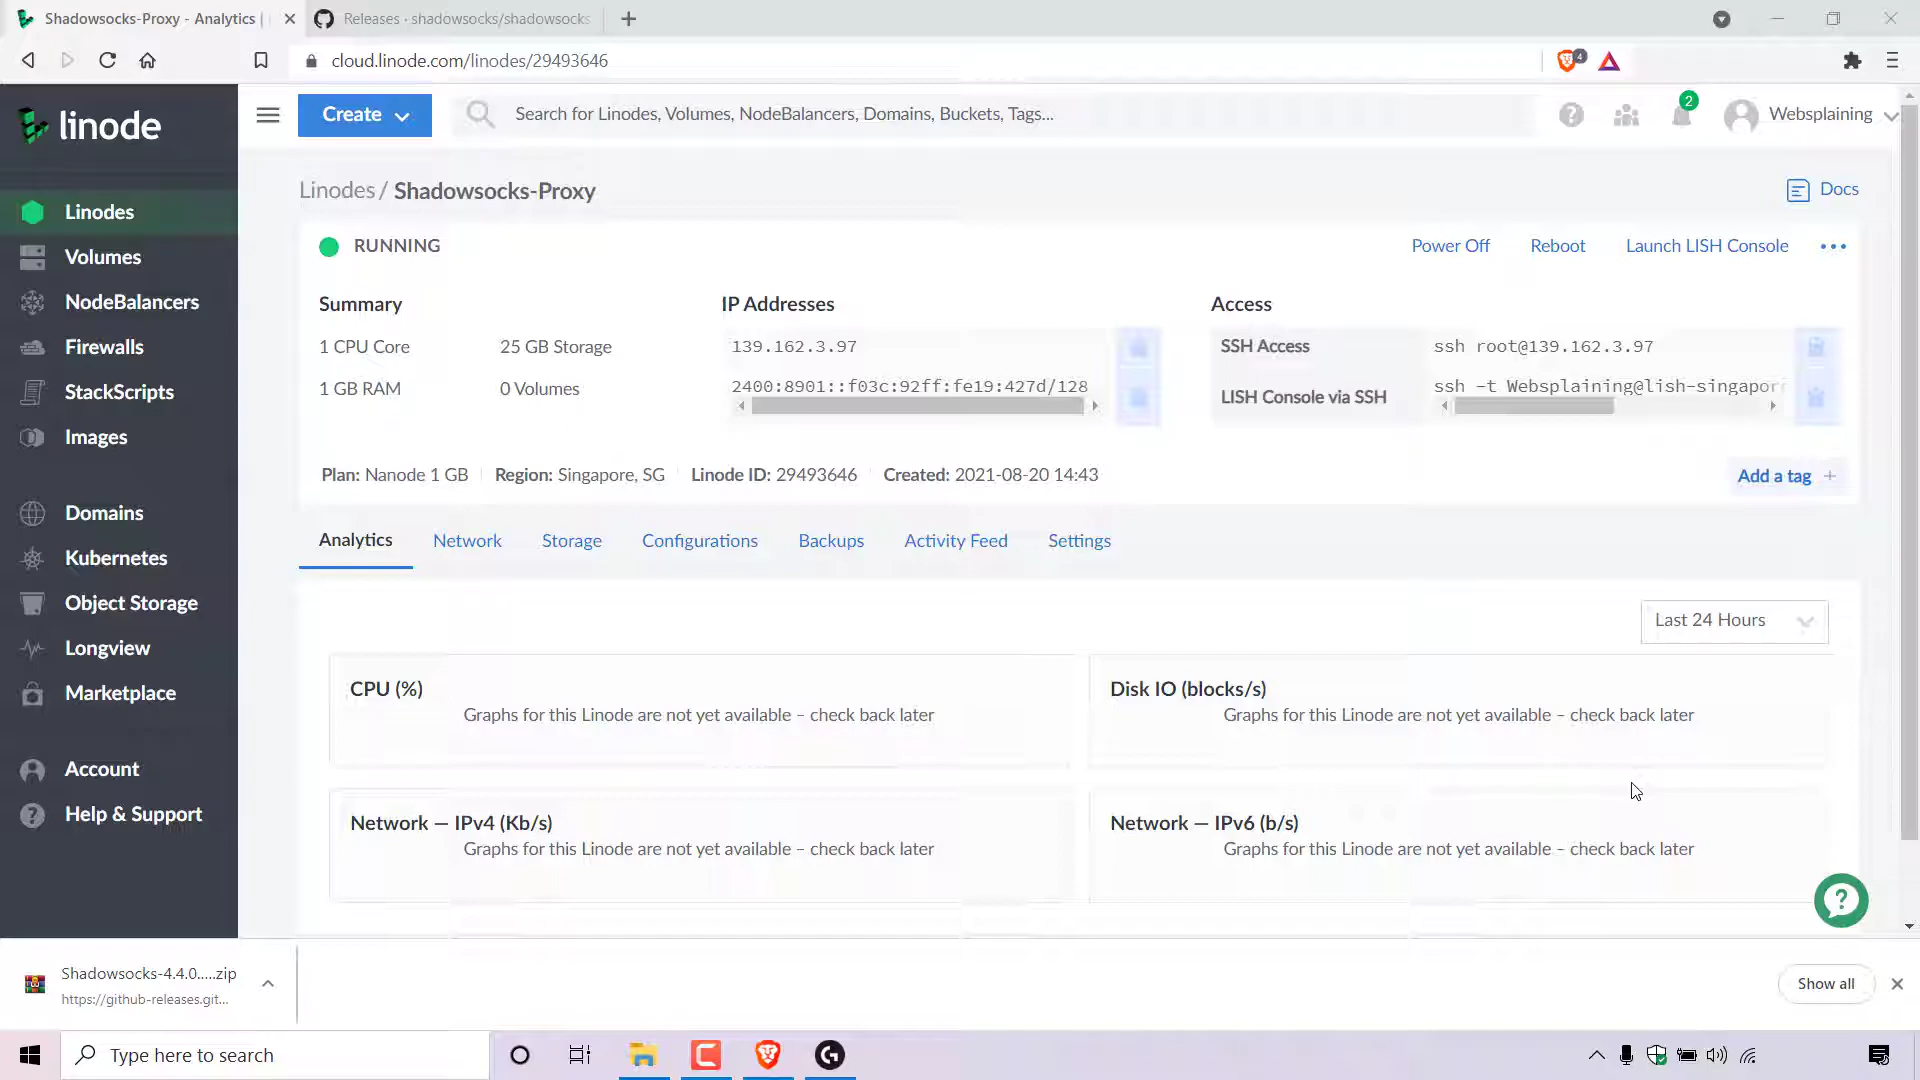 Shadowsocks-Proxy - Analytics |
Releases · shadowsocks/shadowsocks
cloud.linode.com/linodes/29493646
4
linode
Create
Search for Linodes, Volumes, NodeBalancers, Domains, Buckets, Tags...
2
Websplaining
Linodes
Volumes
NodeBalancers
Firewalls
StackScripts
Images
Domains
Kubernetes
Object Storage
Longview
Marketplace
Account
Help & Support
Linodes / Shadowsocks-Proxy
Docs
RUNNING
Power Off Reboot Launch LISH Console
Summary
1 CPU Core 25 GB Storage
1 GB RAM 0 Volumes
IP Addresses
139.162.3.97
2400:8901::f03c:92ff:fe19:427d/128
Access
SSH Access ssh root@139.162.3.97
LISH Console via SSH ssh -t Websplaining@lish-singapor
Plan: Nanode 1 GB Region: Singapore, SG Linode ID: 29493646 Created: 2021-08-20 14:43
Add a tag +
Analytics Network Storage Configurations Backups Activity Feed Settings
Last 24 Hours
CPU (%)
Graphs for this Linode are not yet available – check back later
Disk IO (blocks/s)
Graphs for this Linode are not yet available – check back later
Network — IPv4 (Kb/s)
Graphs for this Linode are not yet available – check back later
Network — IPv6 (b/s)
Graphs for this Linode are not yet available – check back later
Shadowsocks-4.4.0.....zip
https://github-releases.git...
Show all
Type here to search